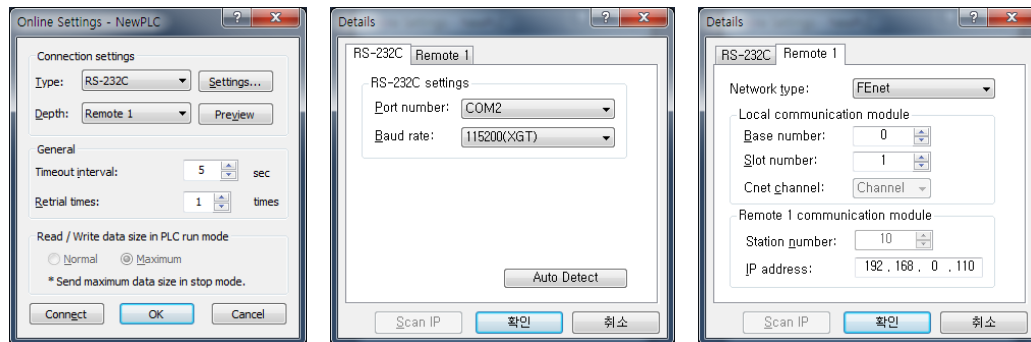 Online Settings - NewPLC
Connection settings
Type: RS-232C Settings...
Depth: Remote 1 Preview
General
Timeout interval: 5 sec
Retrial times: 1 times
Read / Write data size in PLC run mode
Normal Maximum
* Send maximum data size in stop mode.
Connect OK Cancel
Details
RS-232C Remote 1
RS-232C settings
Port number: COM2
Baud rate: 115200(XGT)
Auto Detect
Scan IP 확인 취소
Details
RS-232C Remote 1
Network type: FEnet
Local communication module
Base number: 0
Slot number: 1
Cnet channel: Channel
Remote 1 communication module
Station number: 10
IP address: 192 . 168 . 0 . 110
Scan IP 확인 취소